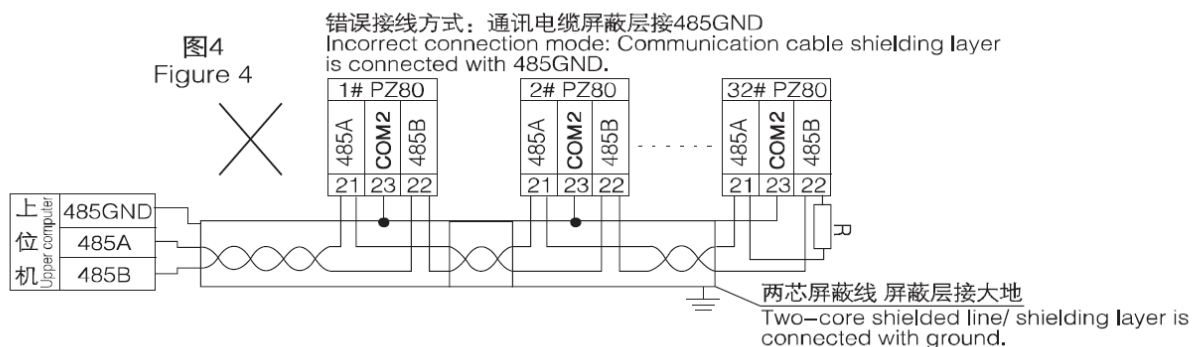 错误接线方式：通讯电缆屏蔽层接485GND
Incorrect connection mode: Communication cable shielding layer
is connected with 485GND.
图4
Figure 4
1# PZ80
2# PZ80
32# PZ80
485A COM2 485B
485A COM2 485B
485A COM2 485B
21 23 22
21 23 22
21 23 22
上位机
Upper computer
485GND
485A
485B
R
两芯屏蔽线 屏蔽层接大地
Two-core shielded line/ shielding layer is
connected with ground.